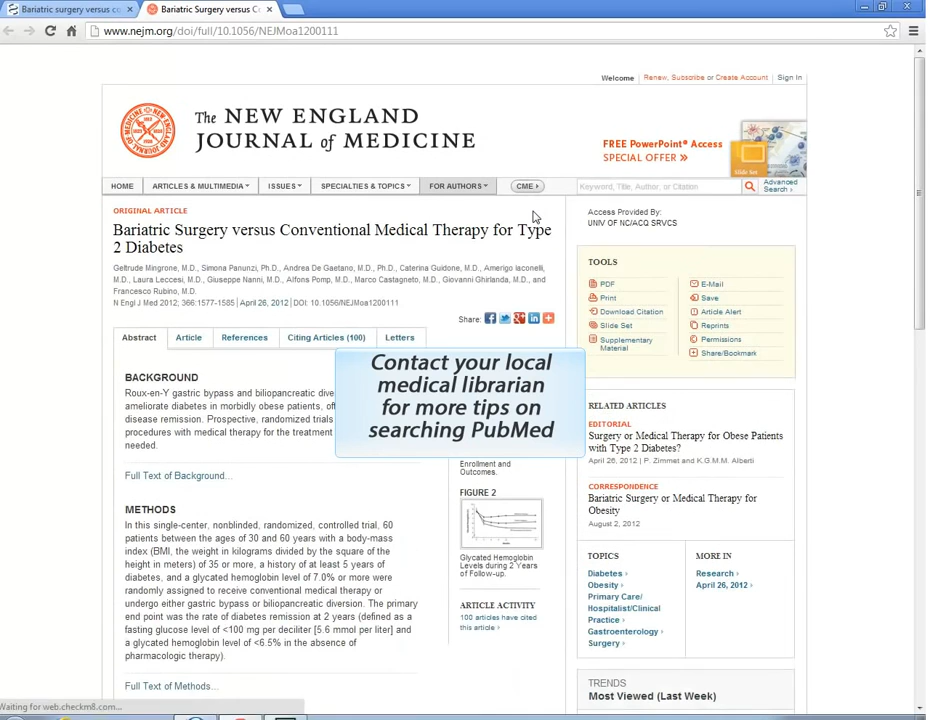 Bariatric surgery versus co
Bariatric Surgery versus C
www.nejm.org/doi/full/10.1056/NEJMoa1200111
Welcome
Renew, Subscribe or Create Account
Sign In
The NEW ENGLAND
JOURNAL of MEDICINE
FREE PowerPoint® Access
SPECIAL OFFER »
Slide Set
HOME
ARTICLES & MULTIMEDIA
ISSUES
SPECIALTIES & TOPICS
FOR AUTHORS
CME
Keyword, Title, Author, or Citation
Advanced
Search
ORIGINAL ARTICLE
Bariatric Surgery versus Conventional Medical Therapy for Type
2 Diabetes
Geltrude Mingrone, M.D., Simona Panunzi, Ph.D., Andrea De Gaetano, M.D., Ph.D., Caterina Guidone, M.D., Amerigo Iaconelli,
M.D., Laura Leccesi, M.D., Giuseppe Nanni, M.D., Alfons Pomp, M.D., Marco Castagneto, M.D., Giovanni Ghirlanda, M.D., and
Francesco Rubino, M.D.
N Engl J Med 2012; 366:1577-1585 | April 26, 2012 | DOI: 10.1056/NEJMoa1200111
Share:
Abstract
Article
References
Citing Articles (100)
Letters
BACKGROUND
Roux-en-Y gastric bypass and biliopancreatic dive
ameliorate diabetes in morbidly obese patients, of
disease remission. Prospective, randomized trials
procedures with medical therapy for the treatment
needed.
Full Text of Background...
METHODS
In this single-center, nonblinded, randomized, controlled trial, 60
patients between the ages of 30 and 60 years with a body-mass
index (BMI, the weight in kilograms divided by the square of the
height in meters) of 35 or more, a history of at least 5 years of
diabetes, and a glycated hemoglobin level of 7.0% or more were
randomly assigned to receive conventional medical therapy or
undergo either gastric bypass or biliopancreatic diversion. The primary
end point was the rate of diabetes remission at 2 years (defined as a
fasting glucose level of <100 mg per deciliter [5.6 mmol per liter] and
a glycated hemoglobin level of <6.5% in the absence of
pharmacologic therapy).
Full Text of Methods...
Contact your local
medical librarian
for more tips on
searching PubMed
Enrollment and
Outcomes.
FIGURE 2
Glycated Hemoglobin
Levels during 2 Years
of Follow-up.
ARTICLE ACTIVITY
100 articles have cited
this article
Access Provided By:
UNIV OF NC/ACQ SRVCS
TOOLS
PDF
Print
Download Citation
Slide Set
Supplementary
Material
E-Mail
Save
Article Alert
Reprints
Permissions
Share/Bookmark
RELATED ARTICLES
EDITORIAL
Surgery or Medical Therapy for Obese Patients
with Type 2 Diabetes?
April 26, 2012 | P. Zimmet and K.G.M.M. Alberti
CORRESPONDENCE
Bariatric Surgery or Medical Therapy for
Obesity
August 2, 2012
TOPICS
Diabetes
Obesity
Primary Care/
Hospitalist/Clinical
Practice
Gastroenterology
Surgery
MORE IN
Research
April 26, 2012
TRENDS
Most Viewed (Last Week)
Waiting for web.checkm8.com...